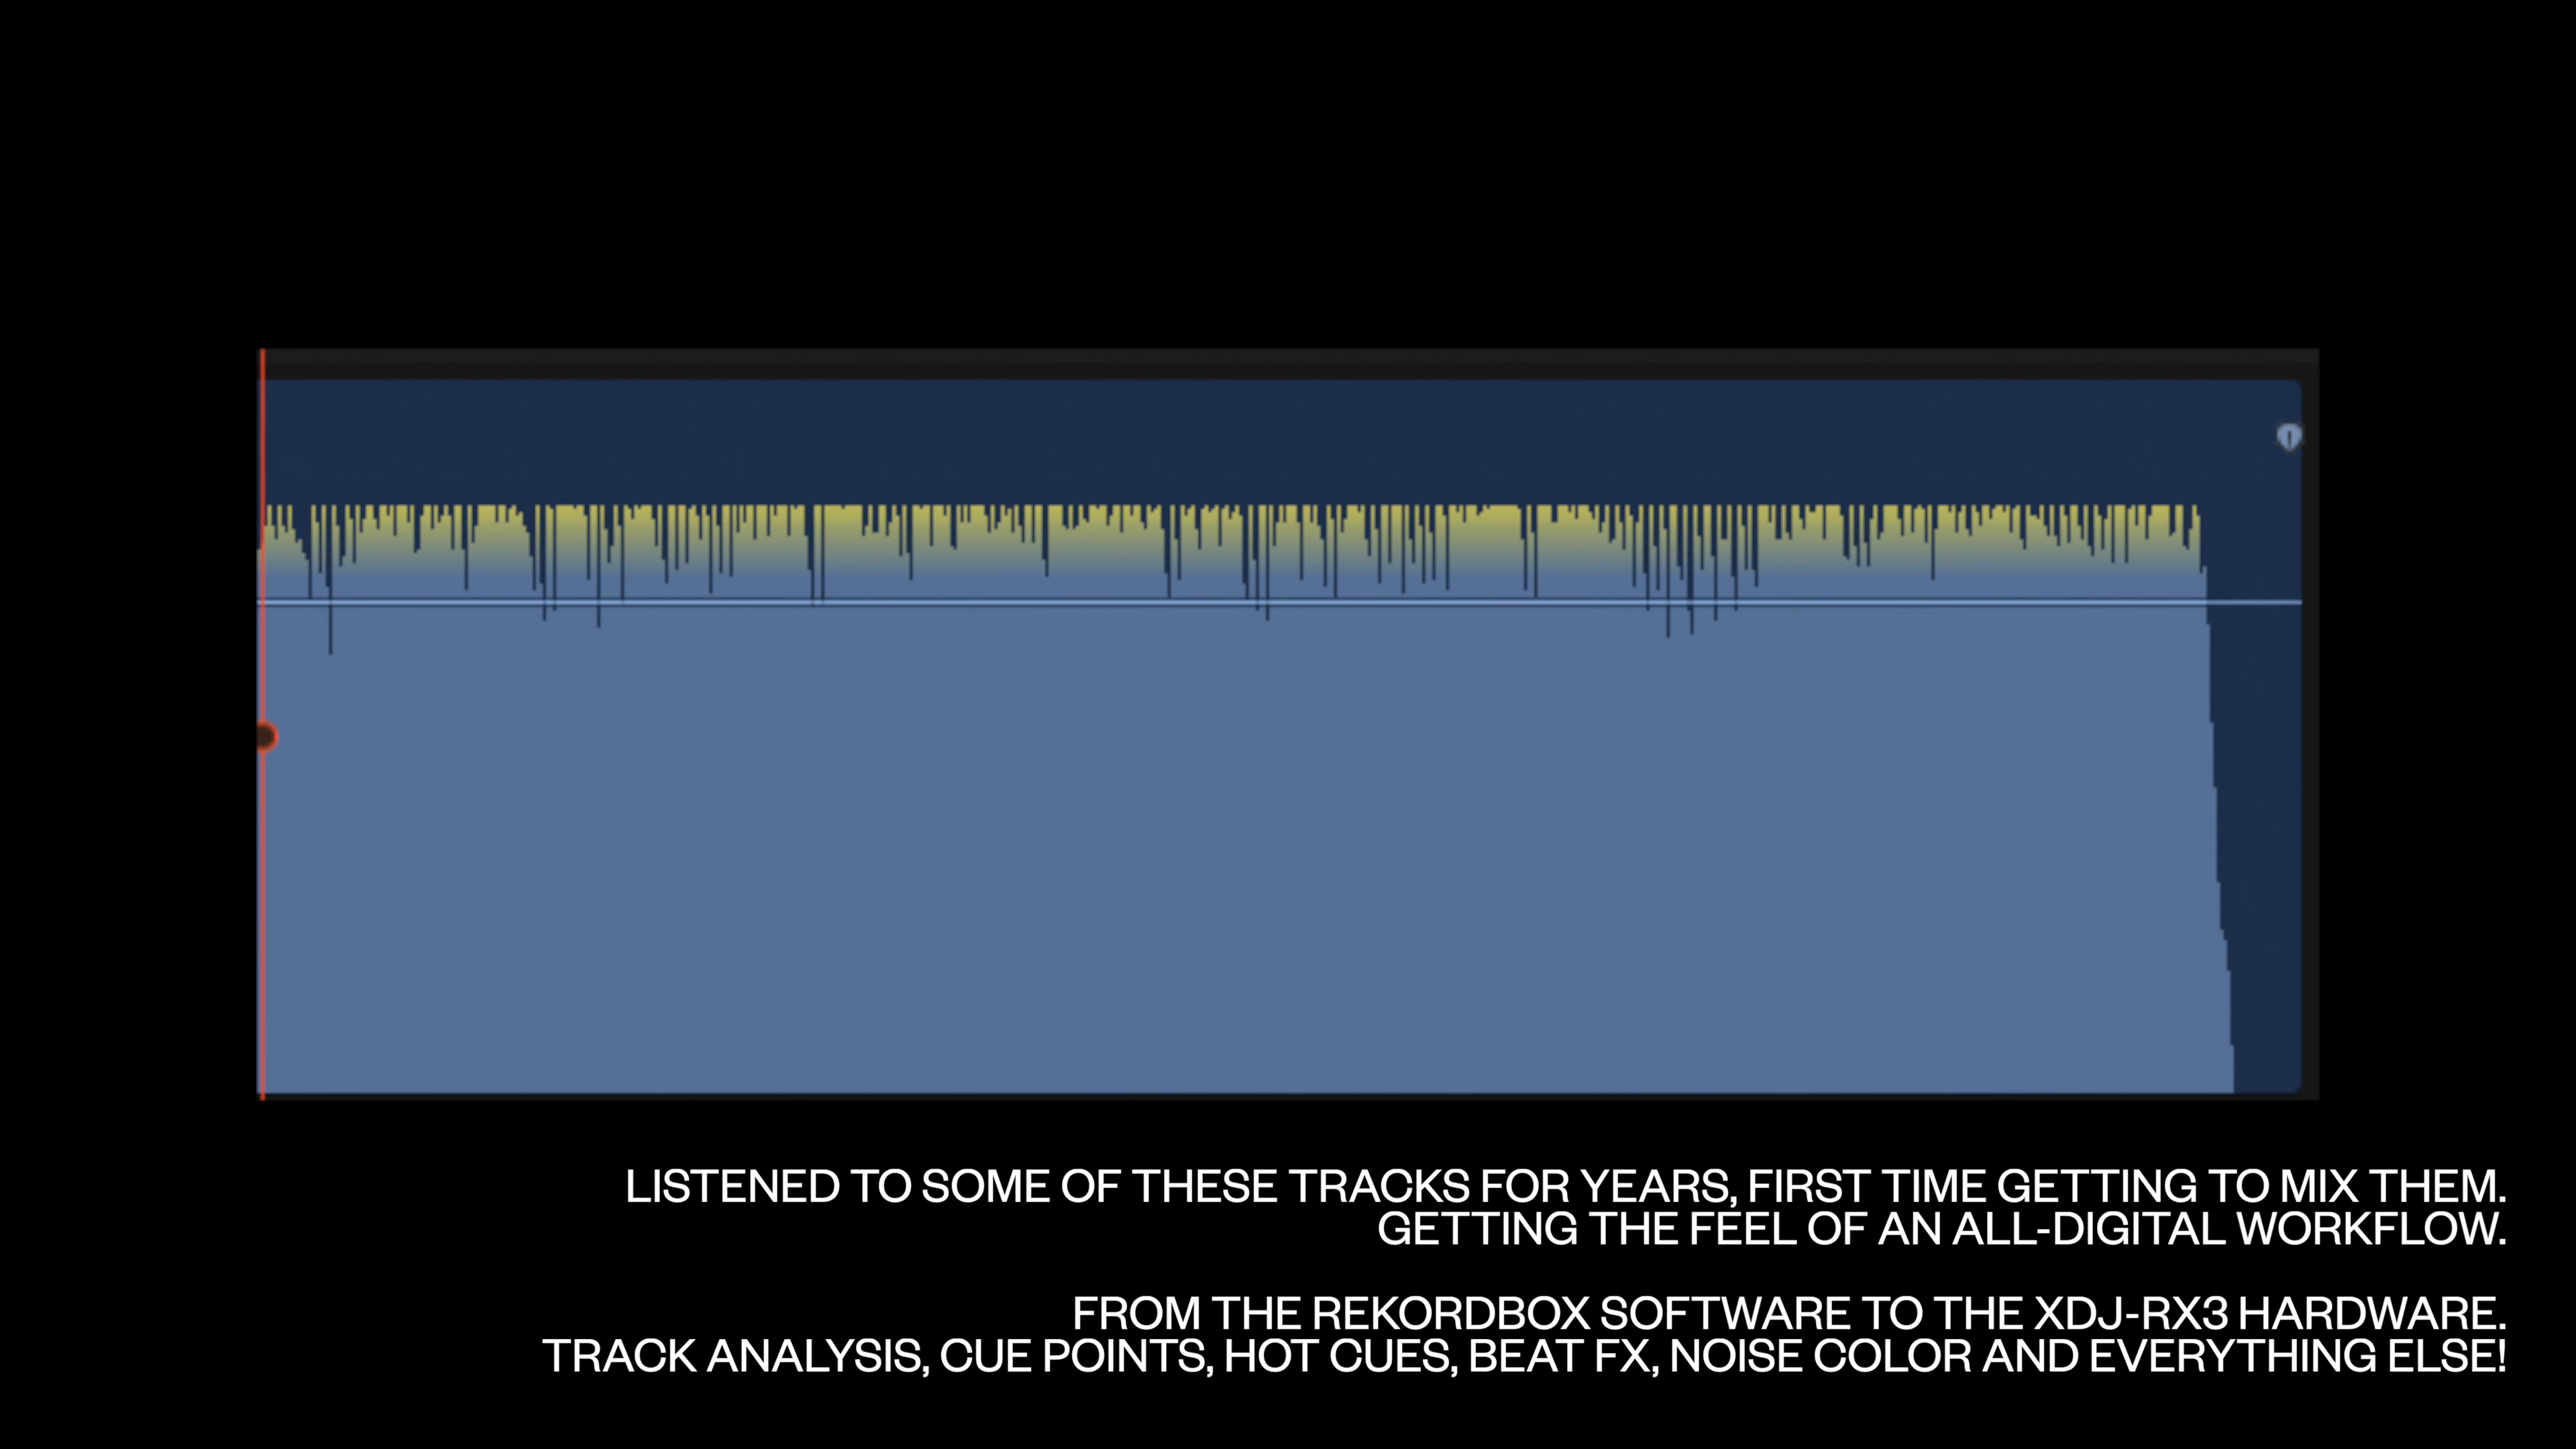 LISTENED TO SOME OF THESE TRACKS FOR YEARS, FIRST TIME GETTING TO MIX THEM.
GETTING THE FEEL OF AN ALL-DIGITAL WORKFLOW.
FROM THE REKORDBOX SOFTWARE TO THE XDJ-RX3 HARDWARE.
TRACK ANALYSIS, CUE POINTS, HOT CUES, BEAT FX, NOISE COLOR AND EVERYTHING ELSE!